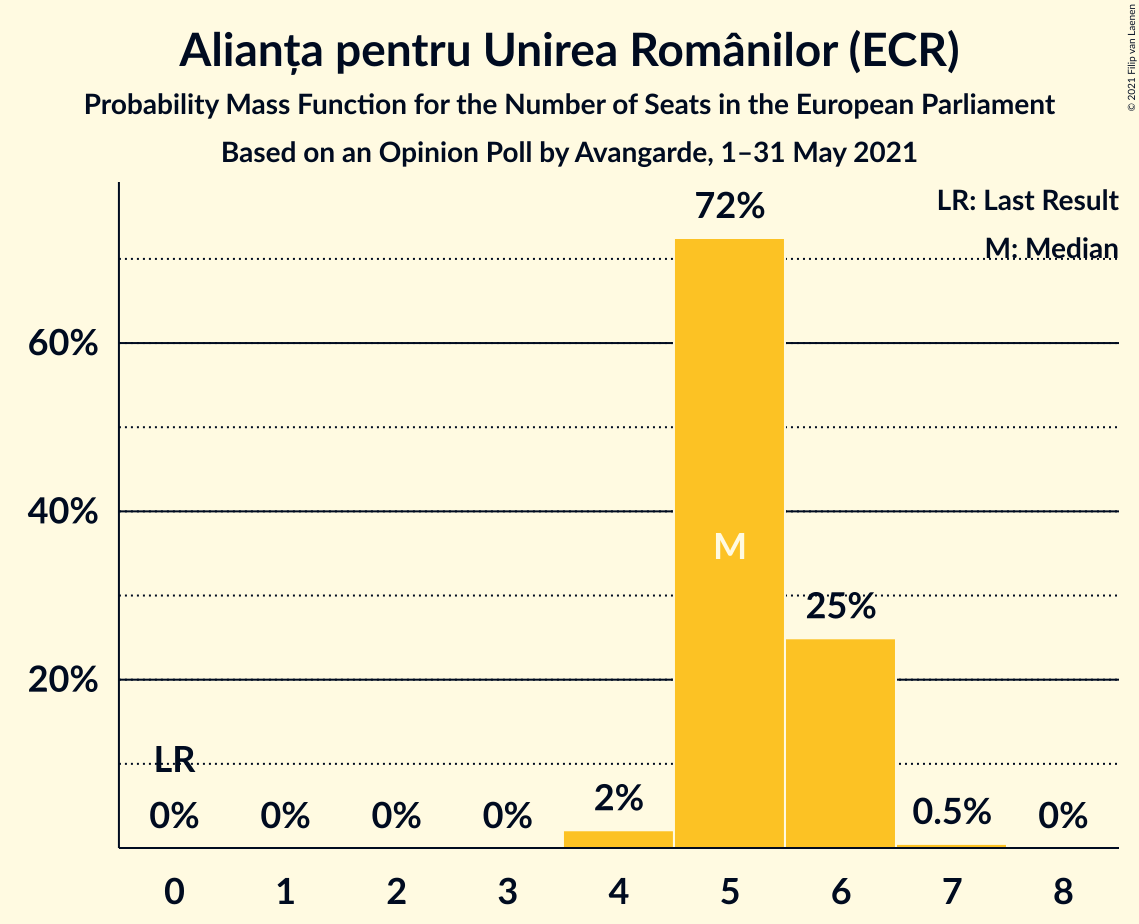 Alianța pentru Unirea Românilor (ECR)
Probability Mass Function for the Number of Seats in the European Parliament
Based on an Opinion Poll by Avangarde, 1–31 May 2021
© 2021 Filip van Laenen
LR: Last Result
M: Median
72%
60%
40%
M
25%
20%
LR
0%
0%
0%
0%
2%
0.5%
0%
0 1 2 3 4 5 6 7 8